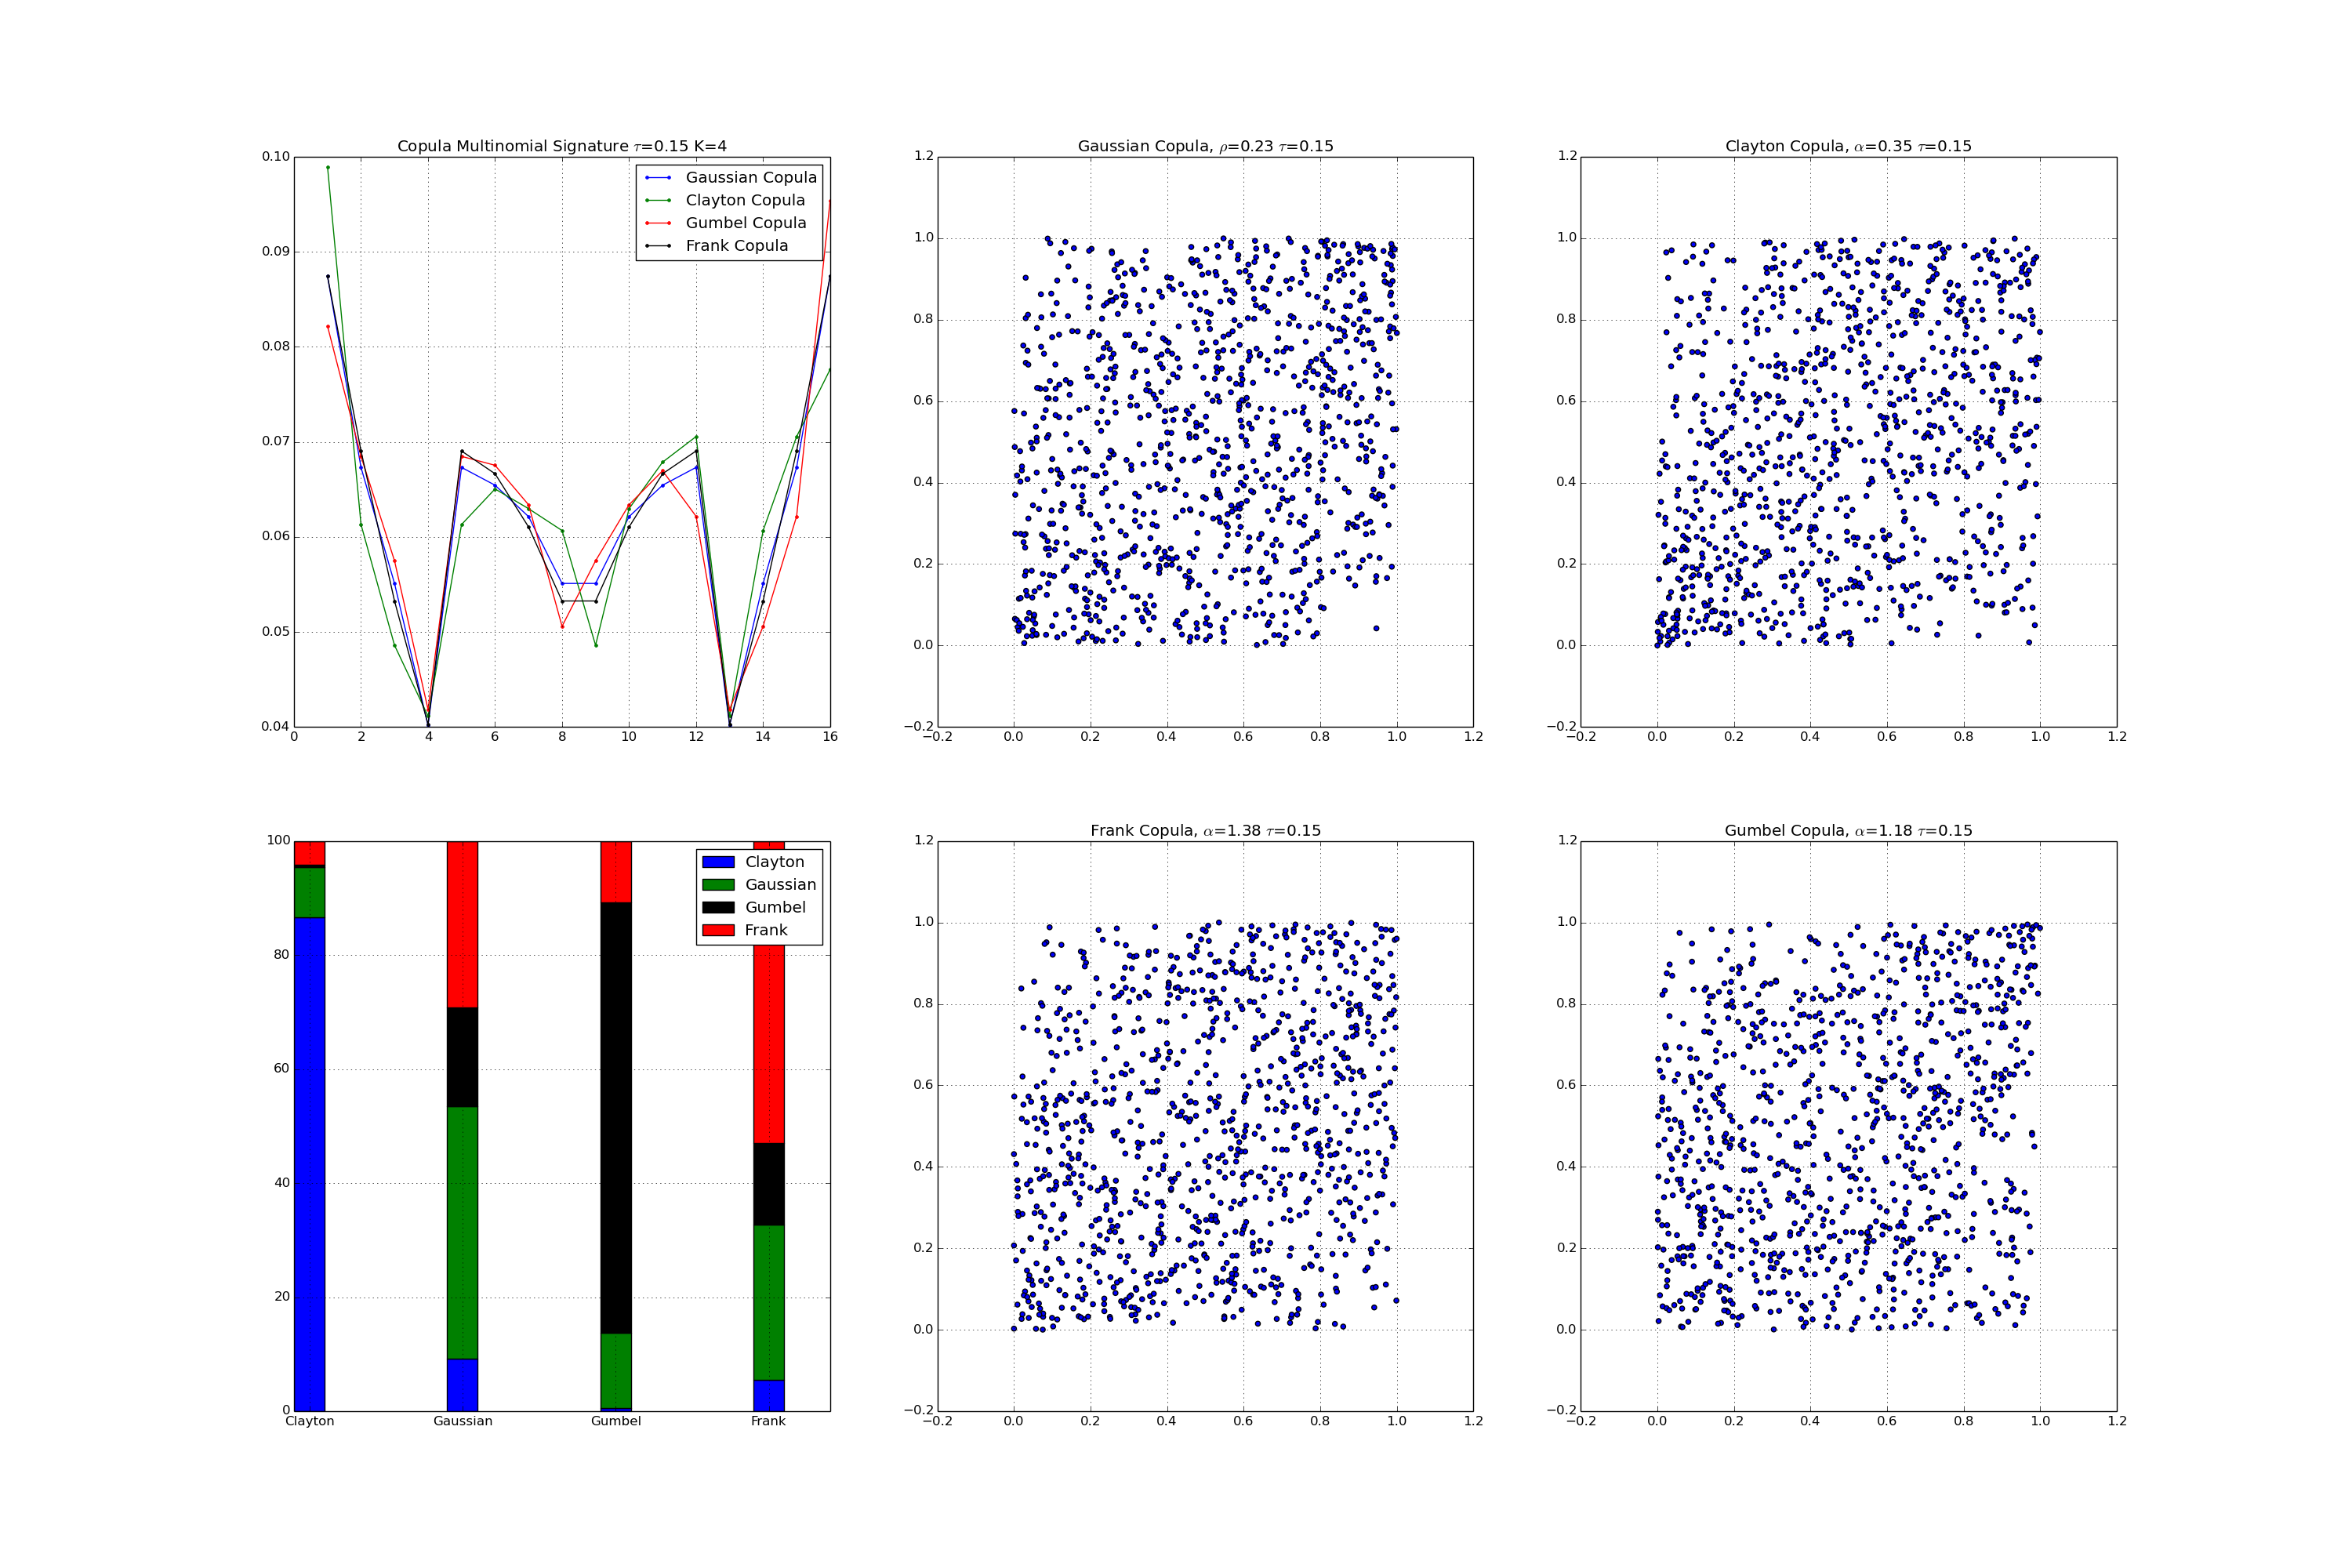 Copula Multinomial Signature τ=0.15 K=4
0.10
0.09
0.08
0.07
0.06
0.05
0.04
0 2 4 6 8 10 12 14 16
Gaussian Copula
Clayton Copula
Gumbel Copula
Frank Copula
Gaussian Copula, ρ=0.23 τ=0.15
1.2
1.0
0.8
0.6
0.4
0.2
0.0
−0.2
−0.2 0.0 0.2 0.4 0.6 0.8 1.0 1.2
Clayton Copula, α=0.35 τ=0.15
1.2
1.0
0.8
0.6
0.4
0.2
0.0
−0.2
−0.2 0.0 0.2 0.4 0.6 0.8 1.0 1.2
100
80
60
40
20
0
Clayton Gaussian Gumbel Frank
Clayton
Gaussian
Gumbel
Frank
Frank Copula, α=1.38 τ=0.15
1.2
1.0
0.8
0.6
0.4
0.2
0.0
−0.2
−0.2 0.0 0.2 0.4 0.6 0.8 1.0 1.2
Gumbel Copula, α=1.18 τ=0.15
1.2
1.0
0.8
0.6
0.4
0.2
0.0
−0.2
−0.2 0.0 0.2 0.4 0.6 0.8 1.0 1.2